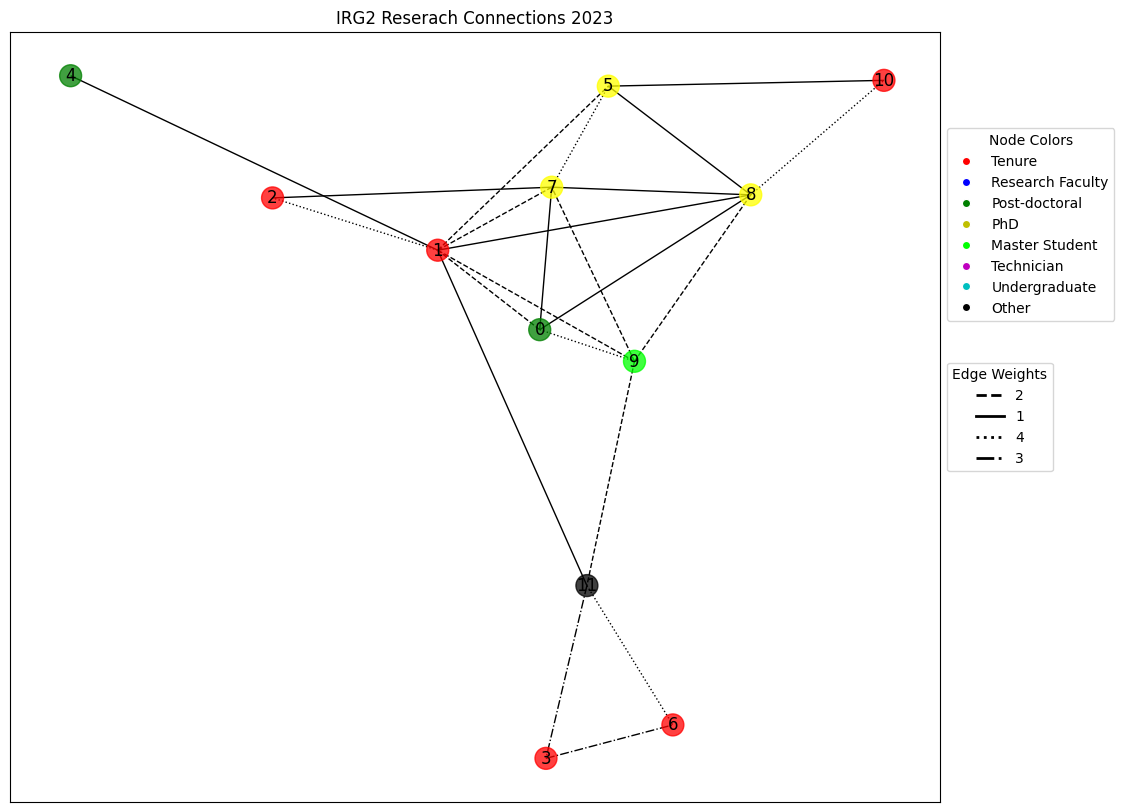 IRG2 Reserach Connections 2023
4
5
10
7
2
8
1
0
9
11
6
3
Node Colors
Tenure
Research Faculty
Post-doctoral
PhD
Master Student
Technician
Undergraduate
Other
Edge Weights
2
1
4
3